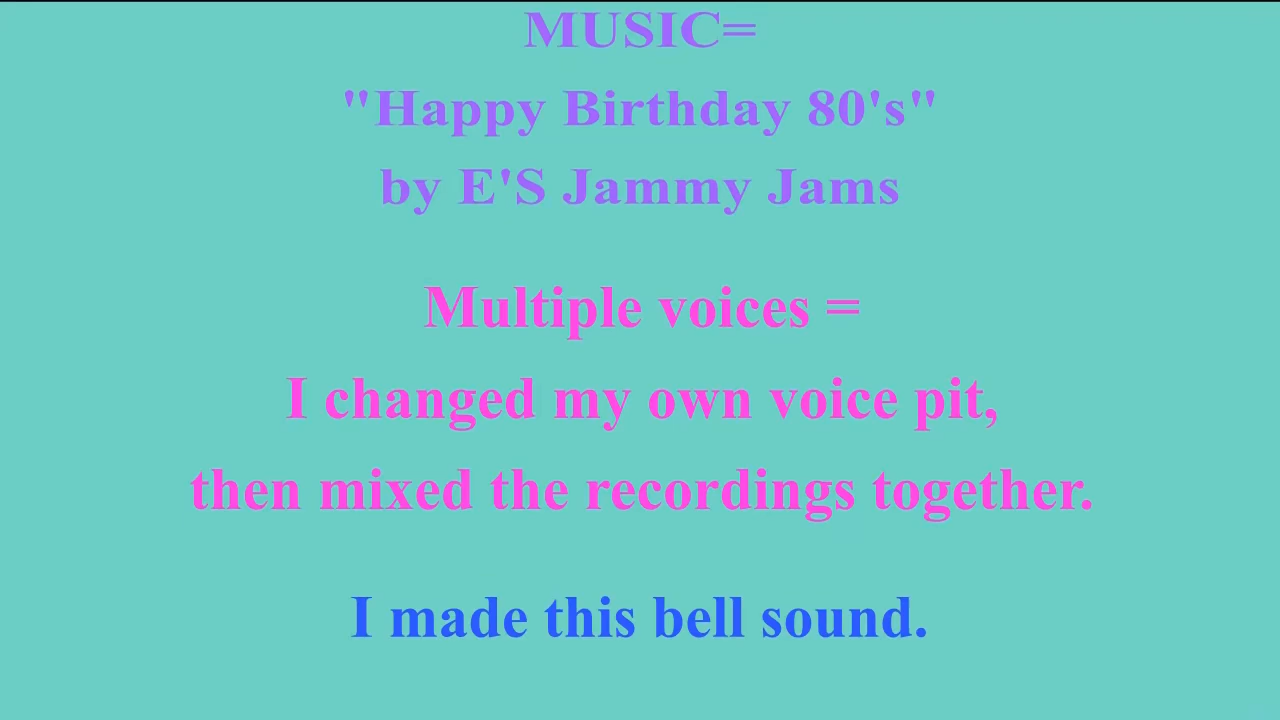 MUSIC=
"Happy Birthday 80's"
by E'S Jammy Jams
Multiple voices =
I changed my own voice pit,
then mixed the recordings together.
I made this bell sound.